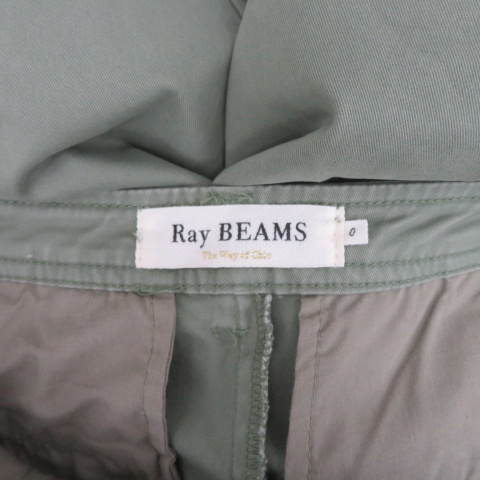 Ray BEAMS
The Way of Chic
0